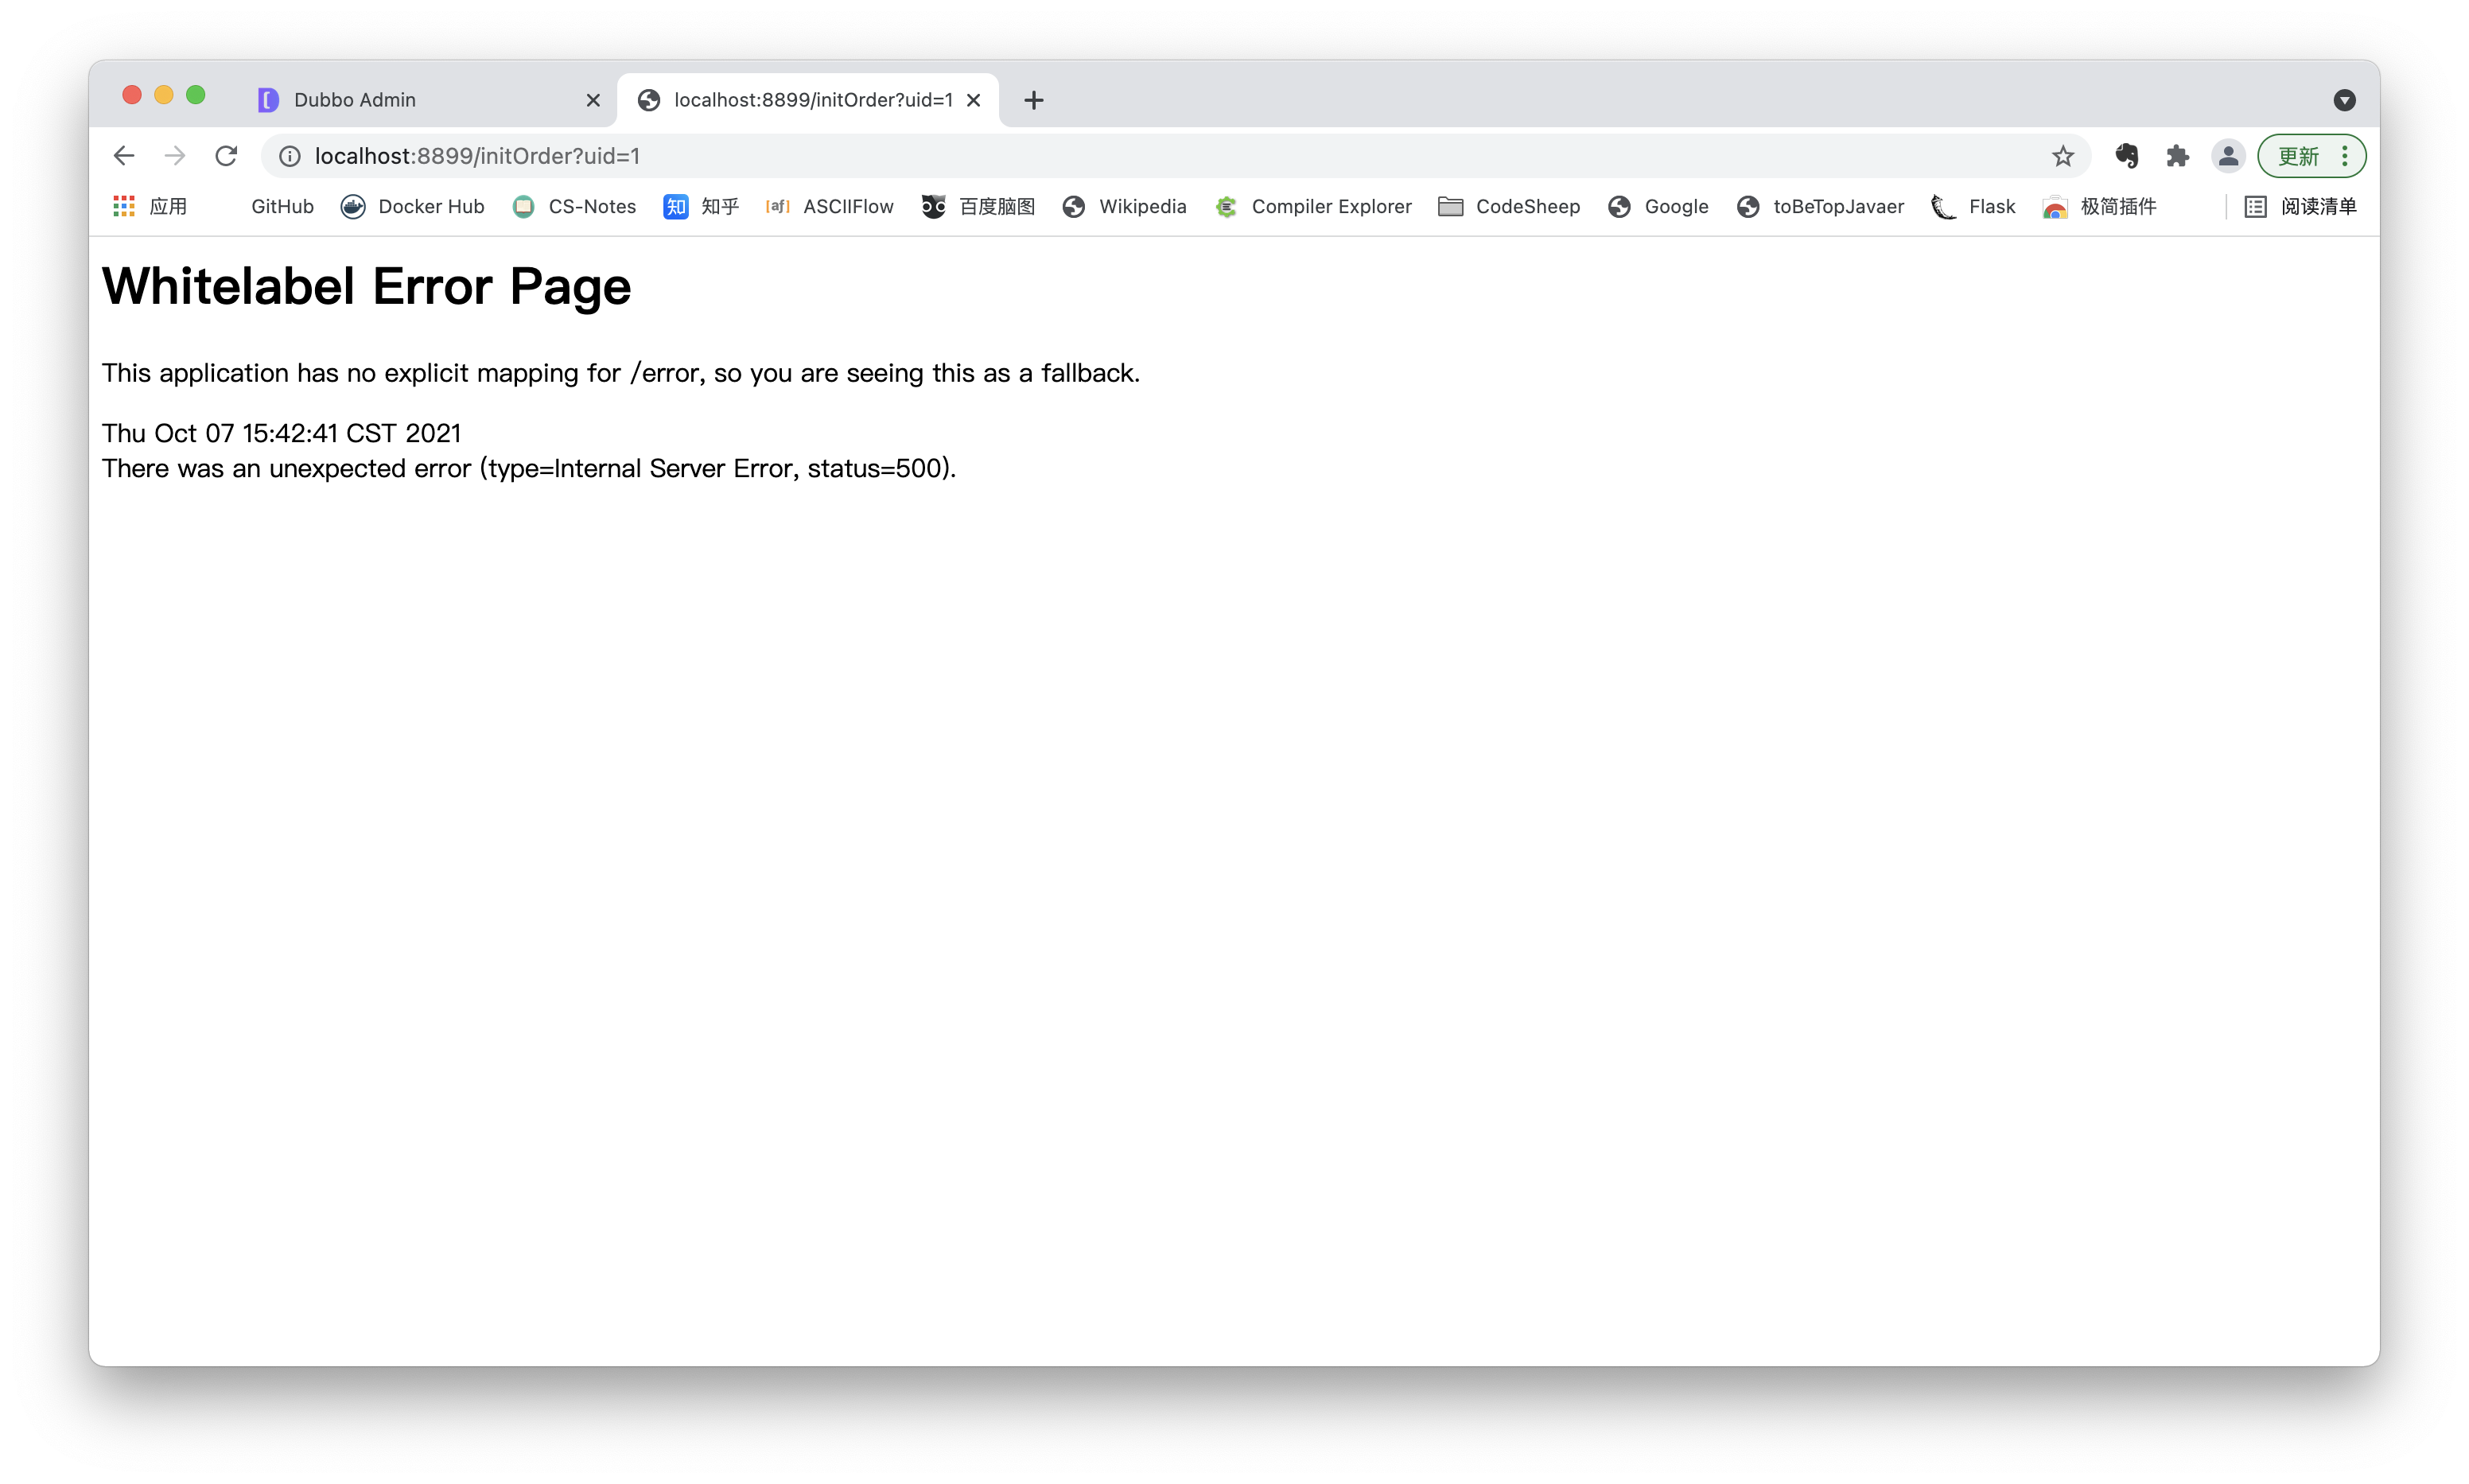 Dubbo Admin localhost:8899/initOrder?uid=1
localhost:8899/initOrder?uid=1 更新
应用 GitHub Docker Hub CS-Notes 知 知乎 [af] ASCIIFlow 百度脑图 Wikipedia Compiler Explorer CodeSheep Google toBeTopJavaer Flask 极简插件 阅读清单
Whitelabel Error Page
This application has no explicit mapping for /error, so you are seeing this as a fallback.
Thu Oct 07 15:42:41 CST 2021
There was an unexpected error (type=Internal Server Error, status=500).